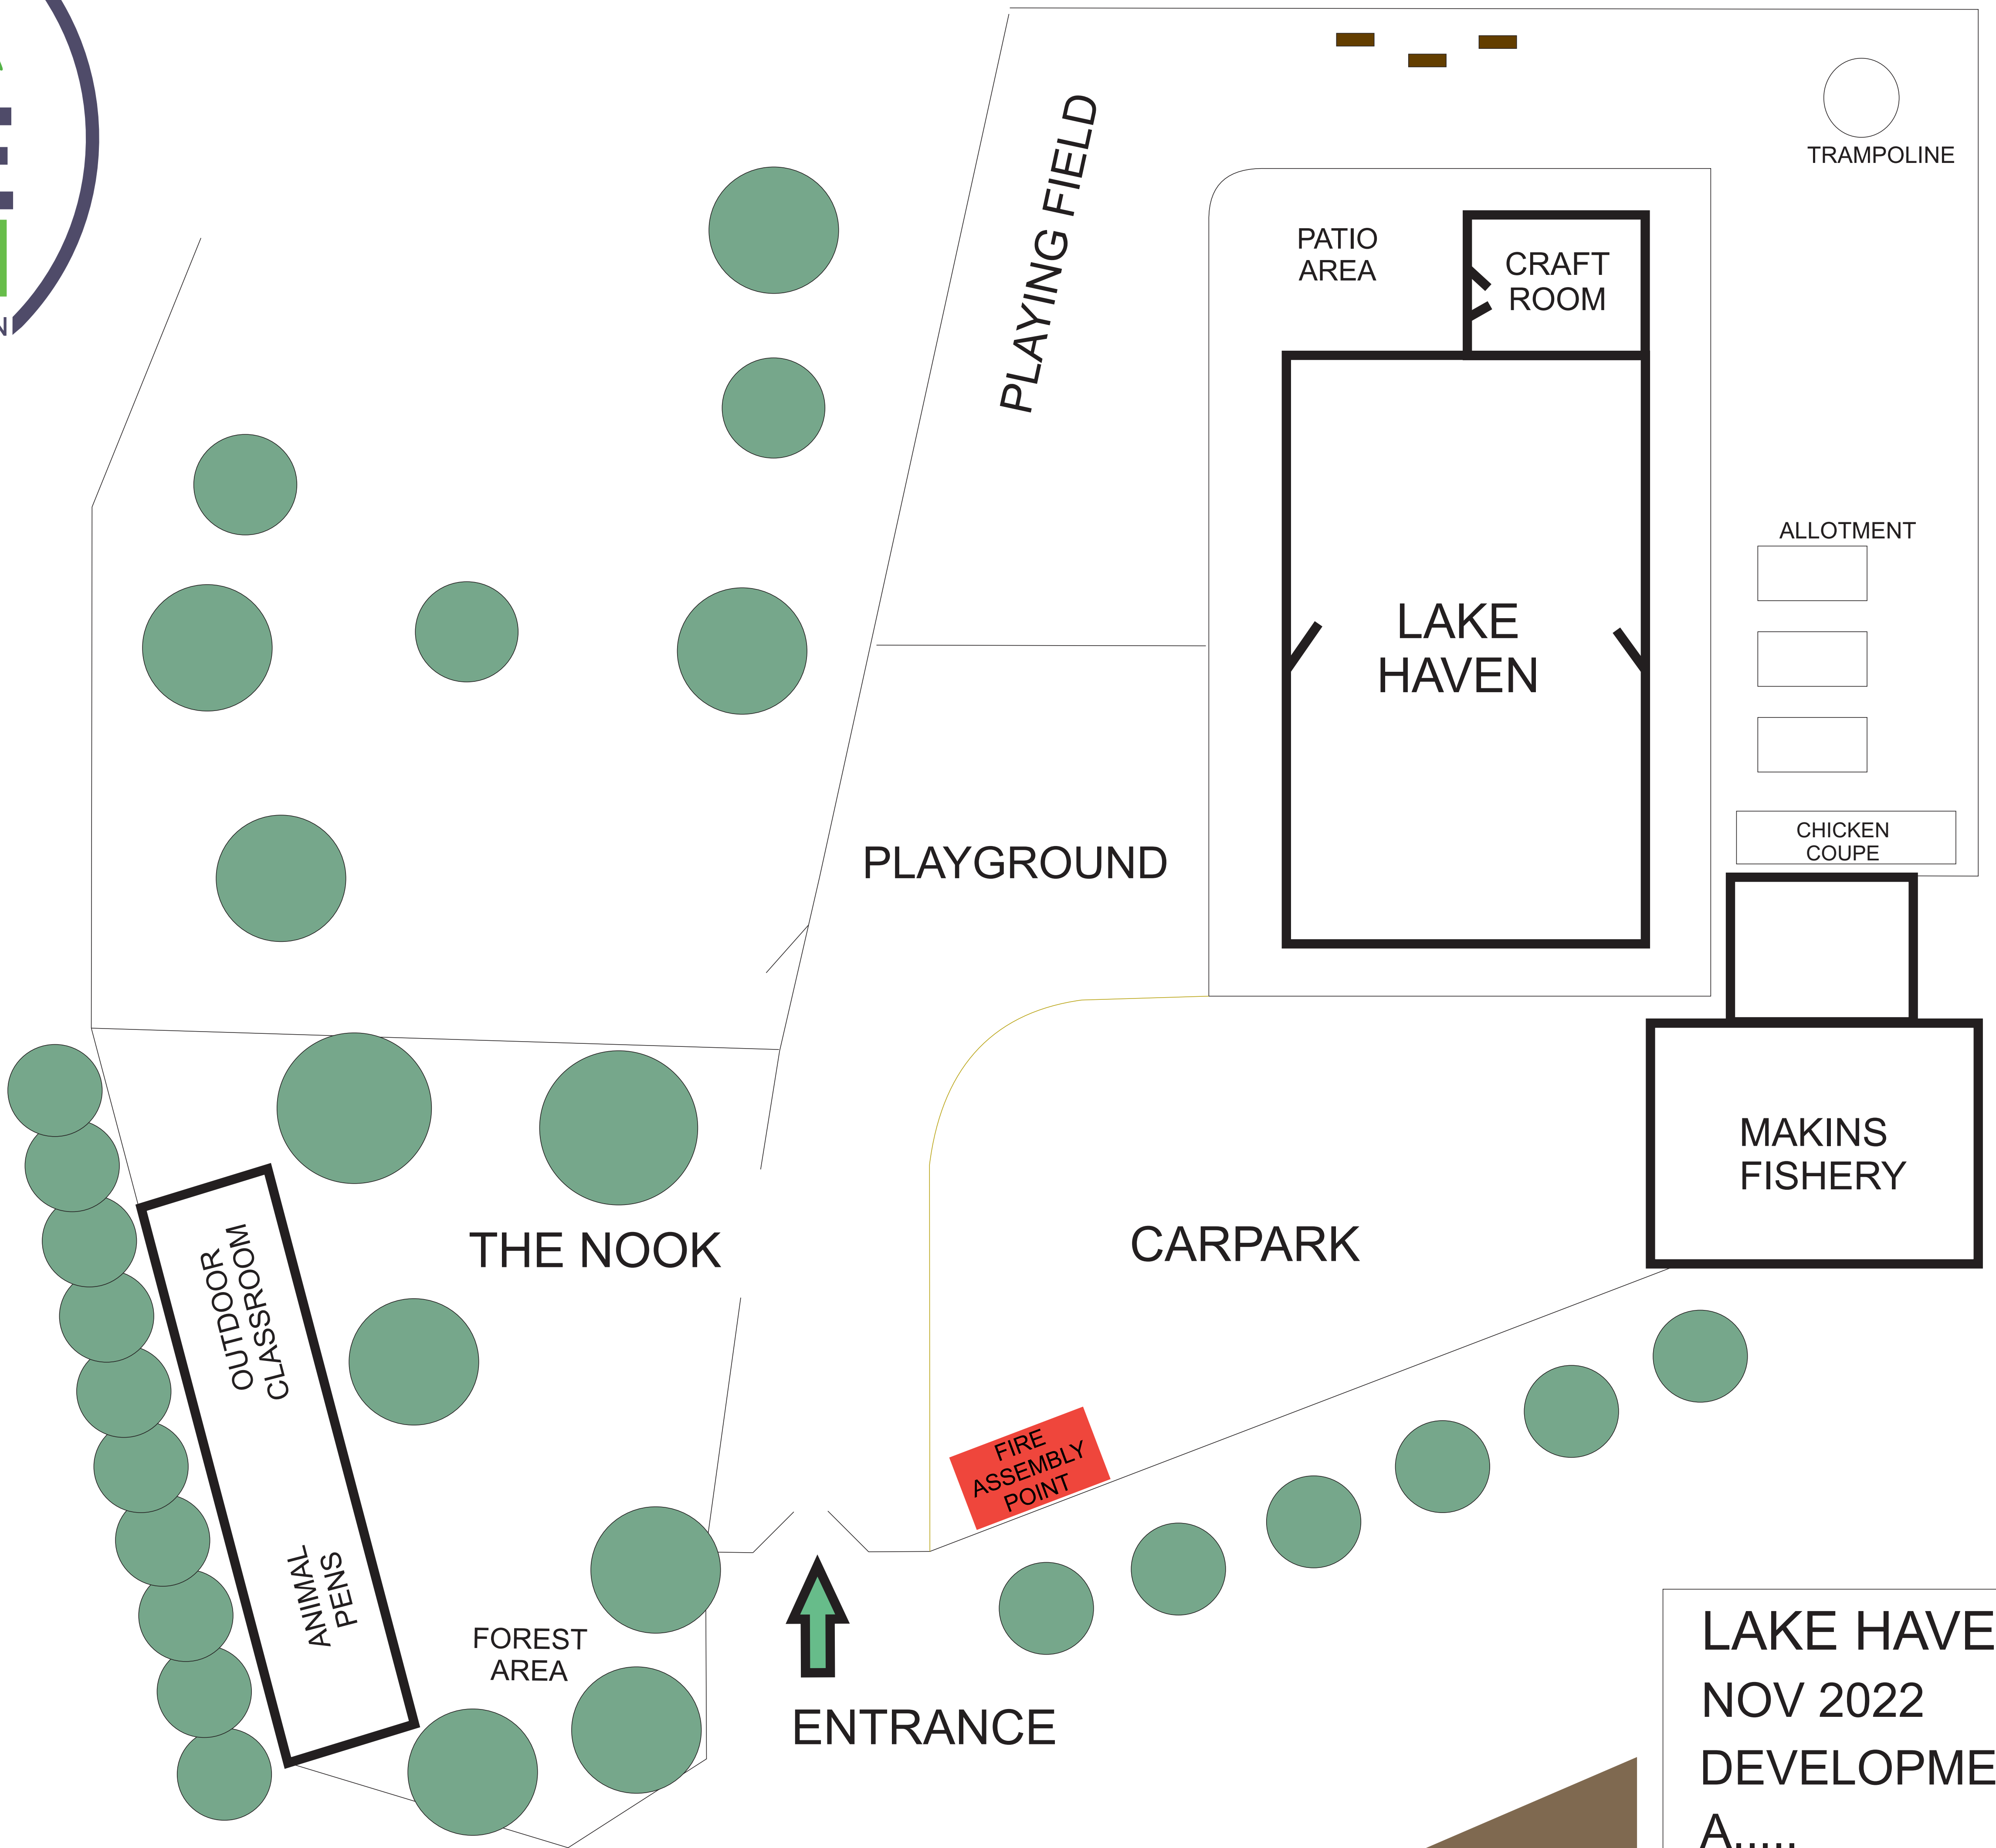 PLAYING FIELD
TRAMPOLINE
PATIO
AREA
CRAFT
ROOM
ALLOTMENT
LAKE
HAVEN
CHICKEN
COUPE
PLAYGROUND
MAKINS
FISHERY
THE NOOK
CARPARK
OUTDOOR
CLASSROOM
FIRE
ASSEMBLY
POINT
ANIMAL
PENS
FOREST
AREA
ENTRANCE
LAKE HAVE
NOV 2022
DEVELOPME
A.....